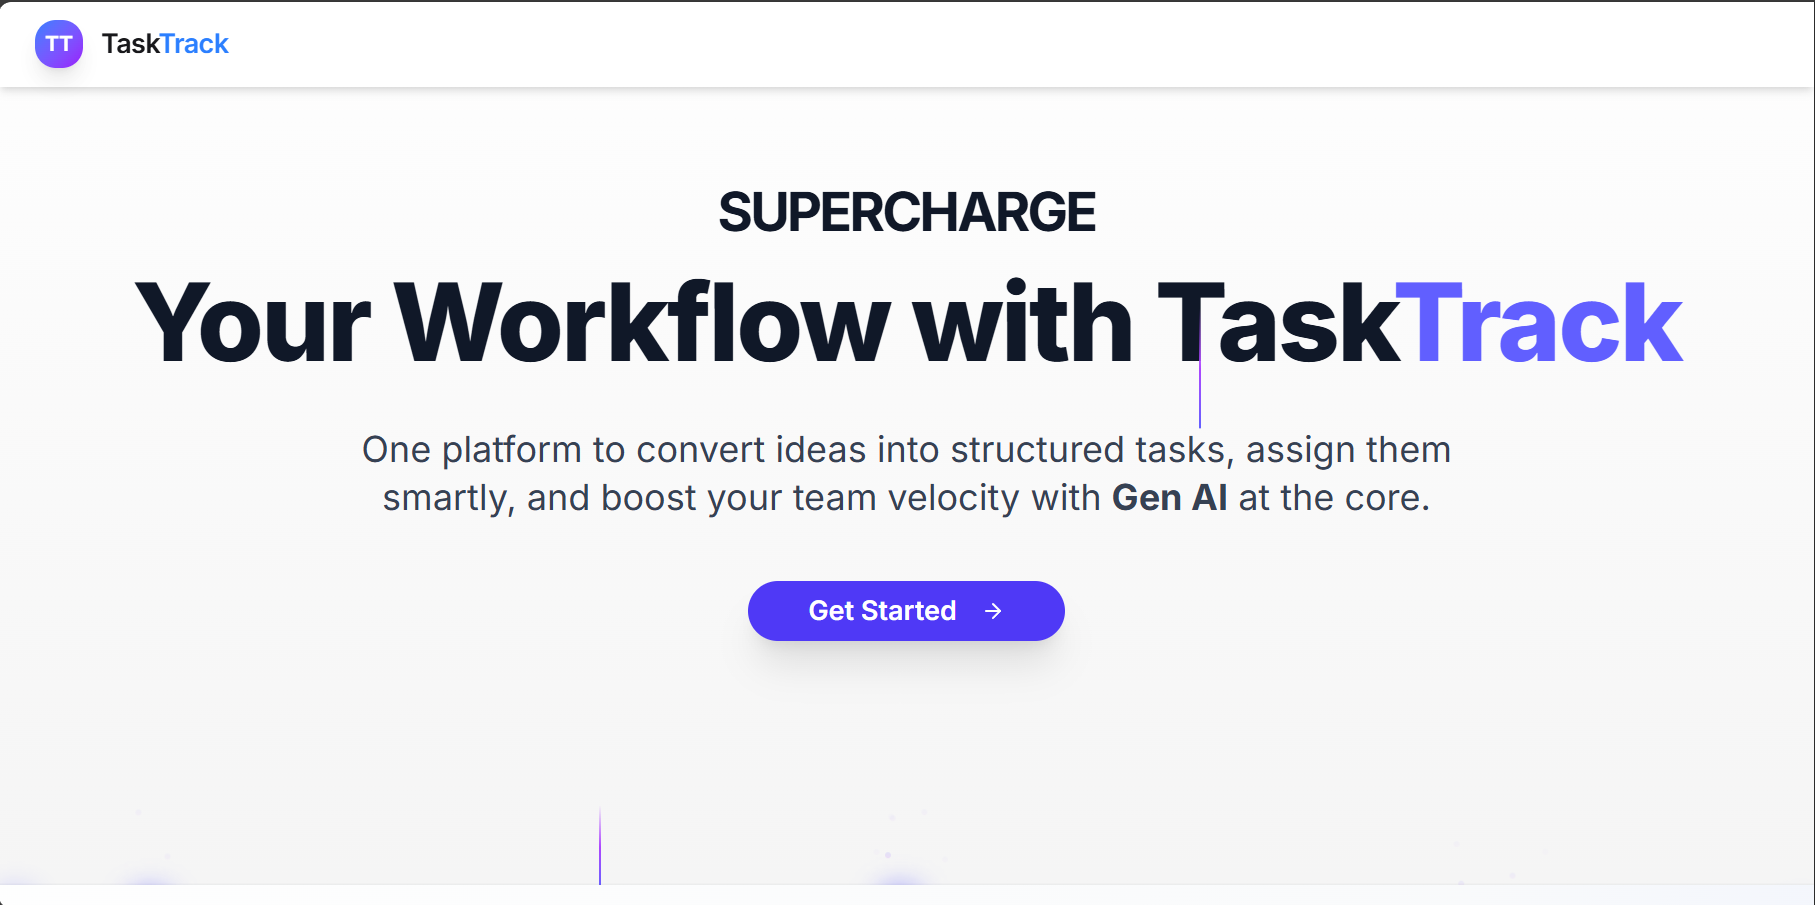 TT TaskTrack
SUPERCHARGE
Your Workflow with TaskTrack
One platform to convert ideas into structured tasks, assign them
smartly, and boost your team velocity with Gen AI at the core.
Get Started →